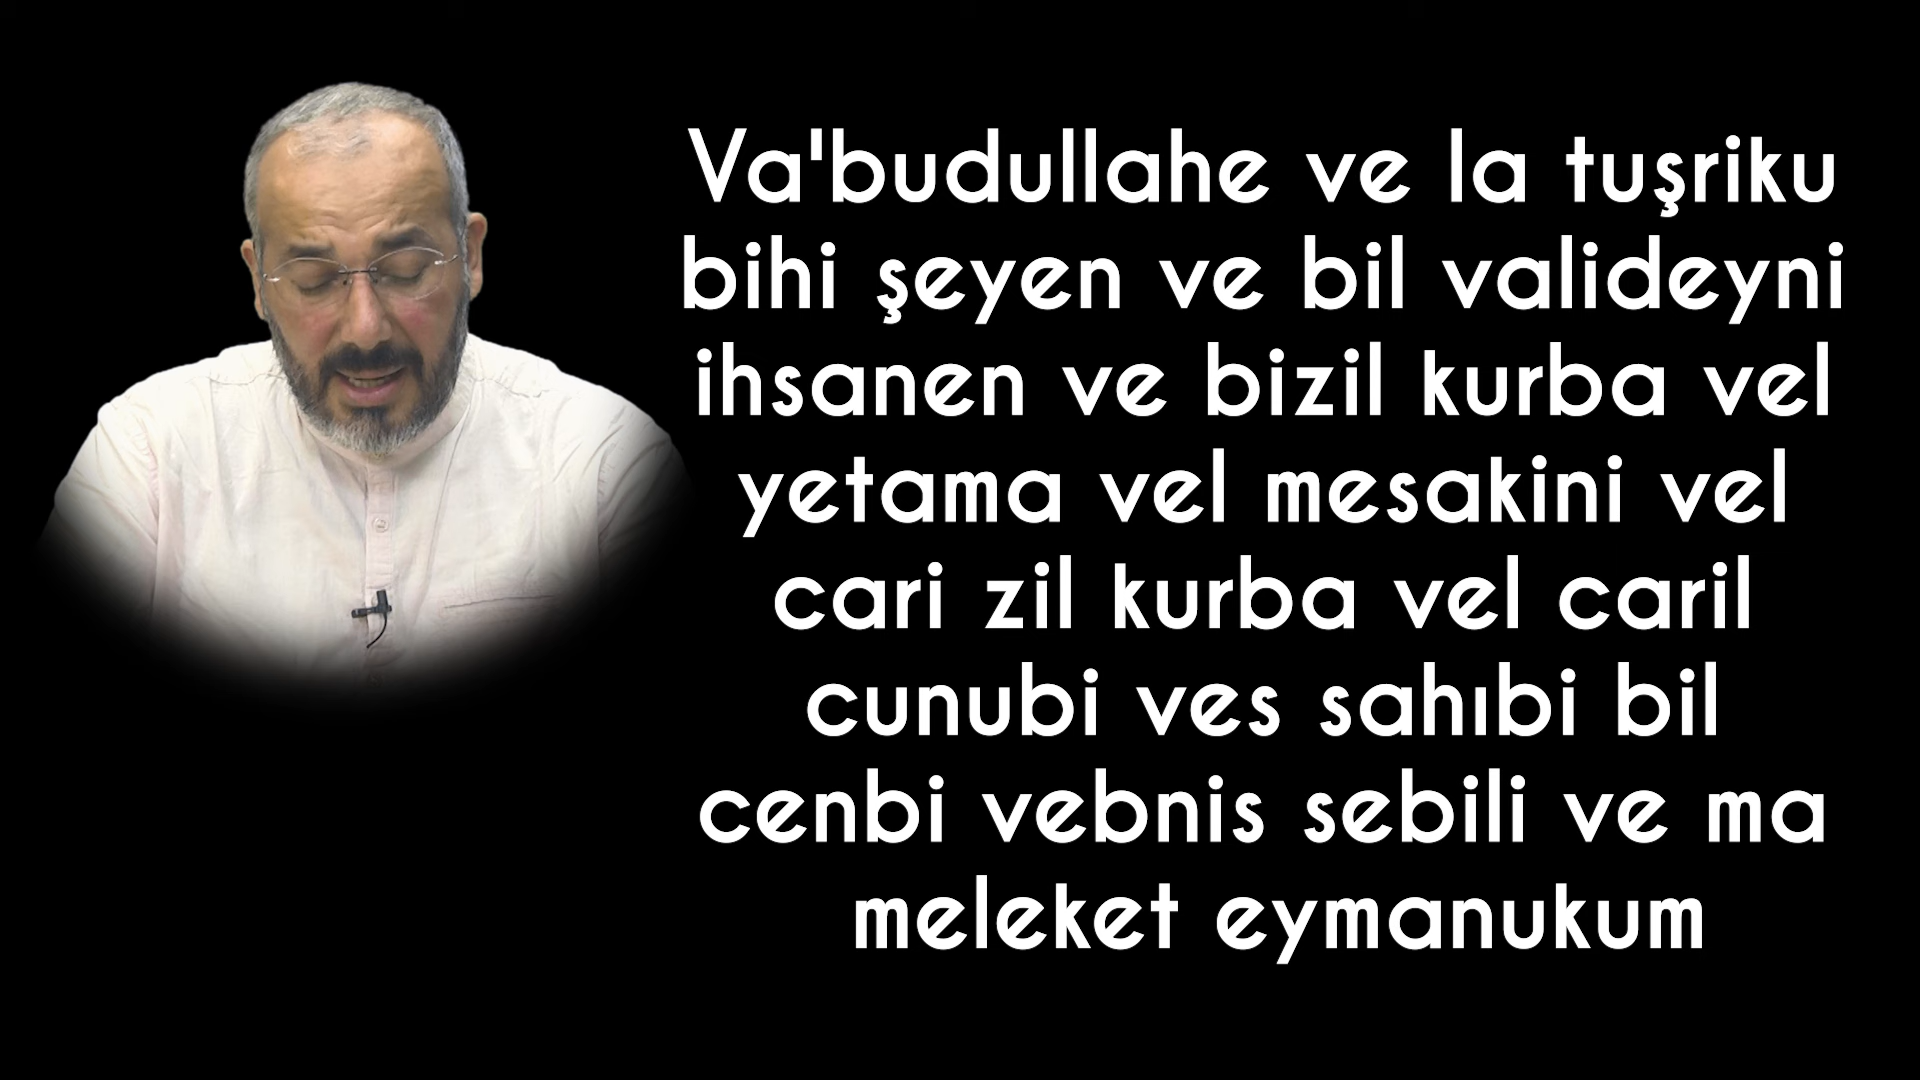 Va'budullahe ve la tuşriku
bihi şeyen ve bil valideyni
ihsanen ve bizil kurba vel
yetama vel mesakini vel
cari zil kurba vel caril
cunubi ves sahıbi bil
cenbi vebnis sebili ve ma
meleket eymanukum